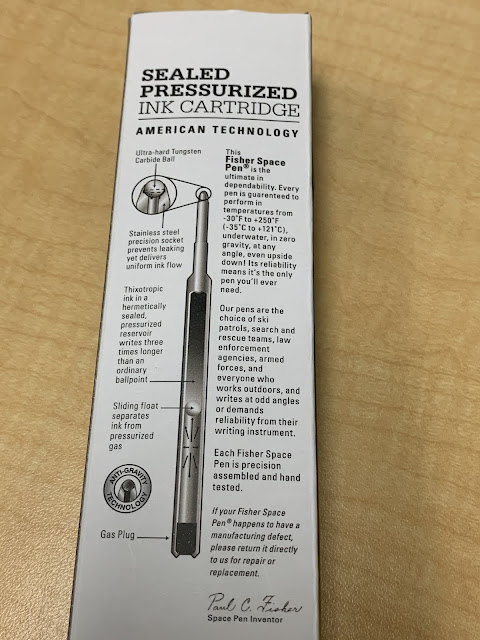 SEALED
PRESSURIZED
INK CARTRIDGE
AMERICAN TECHNOLOGY
Ultra-hard Tungsten
Carbide Ball
Stainless steel
precision socket
prevents leaking
yet delivers
uniform ink flow
Thixotropic
ink in a
hermetically
sealed,
pressurized
reservoir
writes three
times longer
than an
ordinary
ballpoint
Sliding float
separates
ink from
pressurized
gas
ANTI-GRAVITY
TECHNOLOGY
Gas Plug
This
Fisher Space
Pen® is the
ultimate in
dependability. Every
pen is guaranteed to
perform in
temperatures from
-30°F to +250°F
(-35°C to +121°C),
underwater, in zero
gravity, at any
angle, even upside
down! Its reliability
means it's the only
pen you'll ever
need.
Our pens are the
choice of ski
patrols, search and
rescue teams, law
enforcement
agencies, armed
forces, and
everyone who
works outdoors, and
writes at odd angles
or demands
reliability from their
writing instrument.
Each Fisher Space
Pen is precision
assembled and hand
tested.
If your Fisher Space
Pen® happens to have a
manufacturing defect,
please return it directly
to us for repair or
replacement.
Paul C. Fisher
Space Pen Inventor